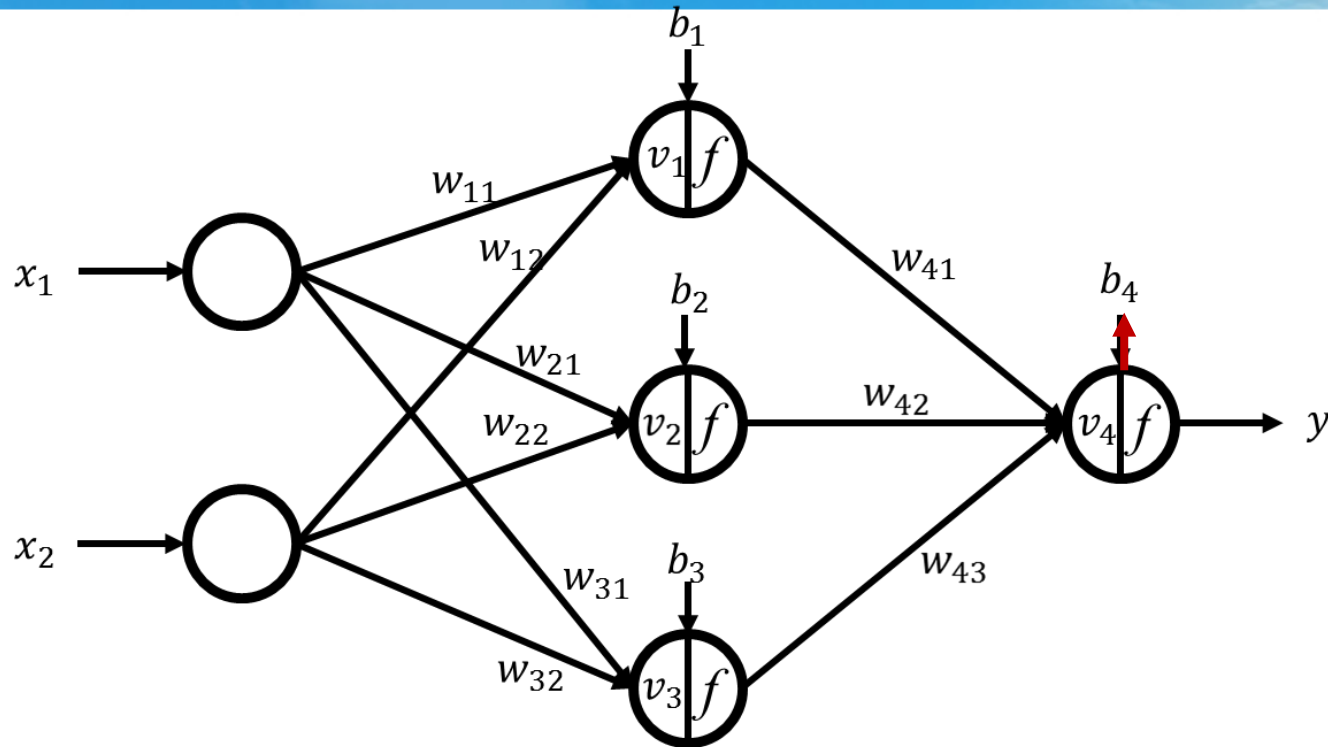 b₁
v₁ f
w₁₁
w₁₂
w₄₁
x₁
b₂
b₄
w₂₁
w₄₂
w₂₂
v₂ f
v₄ f
y
x₂
b₃
w₃₁
w₄₃
w₃₂
v₃ f